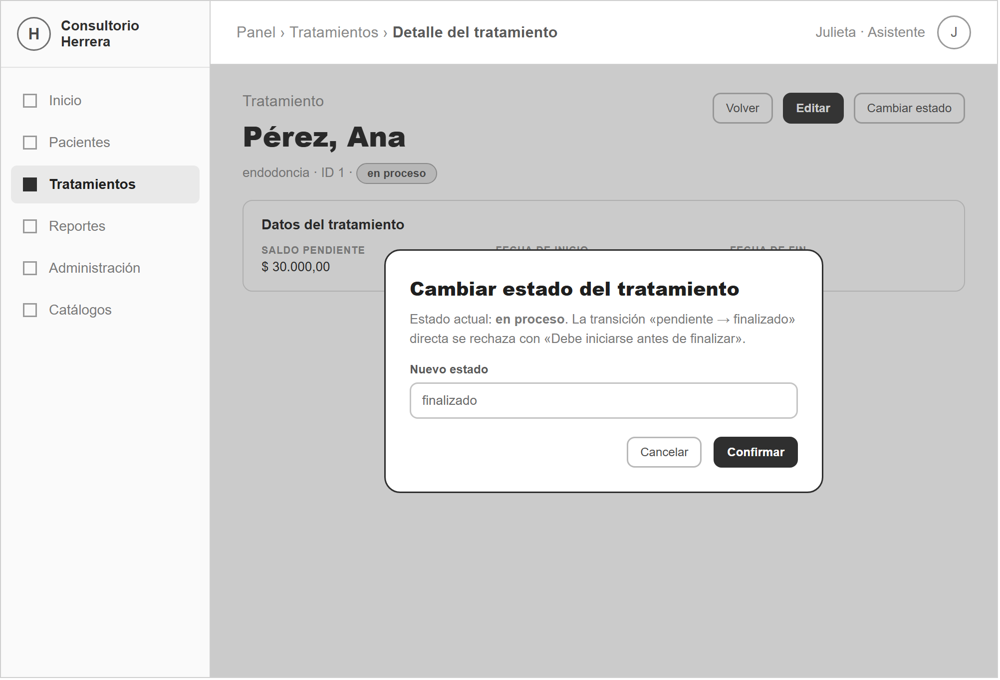 H
Consultorio
Herrera
Panel › Tratamientos › Detalle del tratamiento
Julieta · Asistente
J
Inicio
Pacientes
Tratamientos
Reportes
Administración
Catálogos
Tratamiento
Volver
Editar
Cambiar estado
Pérez, Ana
endodoncia · ID 1 · en proceso
Datos del tratamiento
SALDO PENDIENTE
FECHA DE INICIO
FECHA DE FIN
$ 30.000,00
Cambiar estado del tratamiento
Estado actual: en proceso. La transición «pendiente → finalizado»
directa se rechaza con «Debe iniciarse antes de finalizar».
Nuevo estado
finalizado
Cancelar
Confirmar